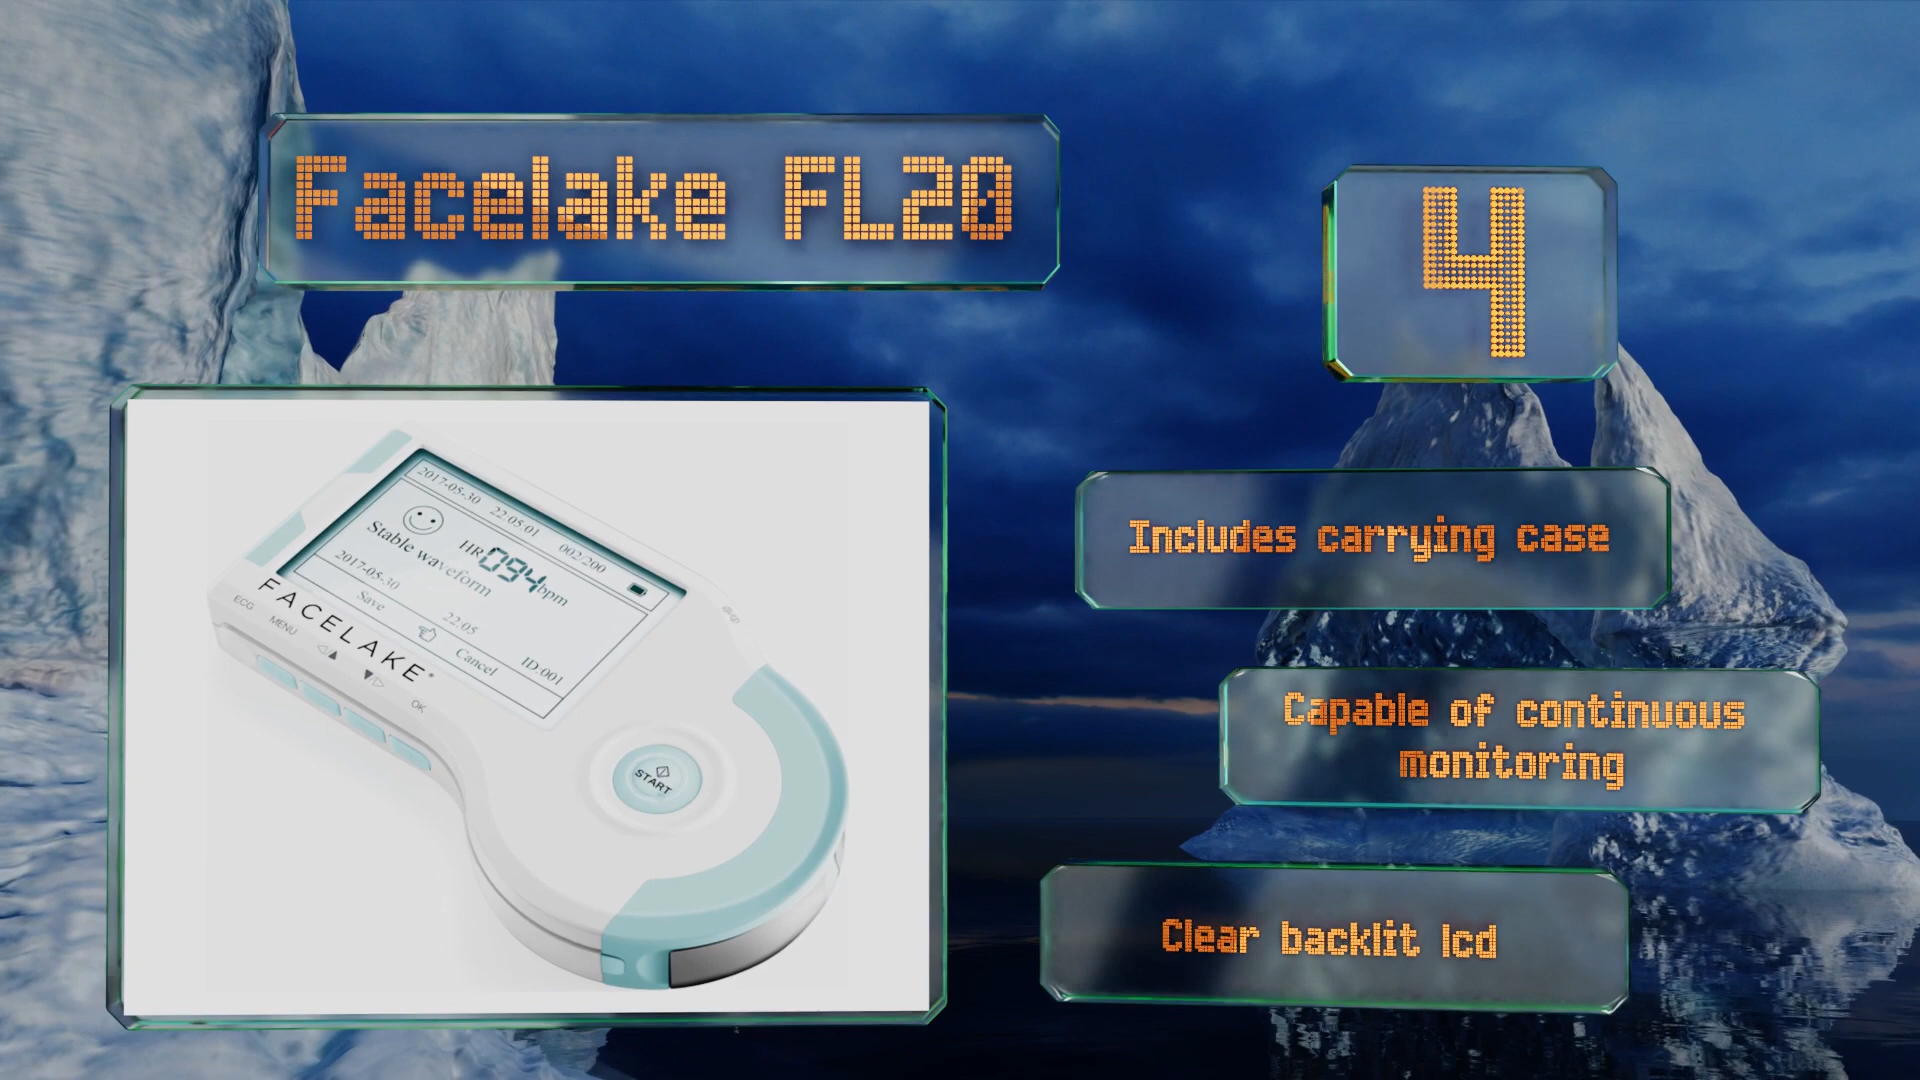 Facelake FL20
4
2017-05-30 22:05:01 002/200
HR 094 bpm
Stable waveform
2017-05-30 22:05
Save Cancel ID:001
FACELAKE
ECG MENU OK
START
Includes carrying case
Capable of continuous
monitoring
Clear backlit lcd